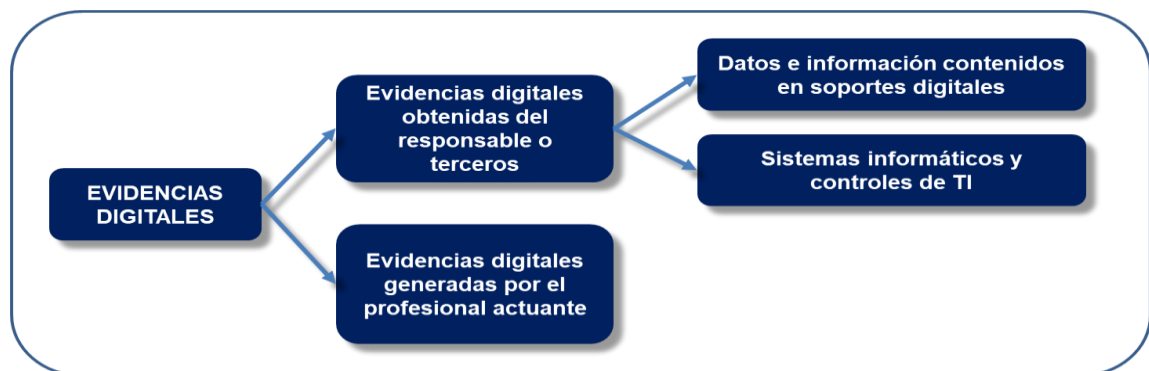 EVIDENCIAS
DIGITALES
Evidencias digitales
obtenidas del
responsable o
terceros
Evidencias digitales
generadas por el
profesional actuante
Datos e información contenidos
en soportes digitales
Sistemas informáticos y
controles de TI